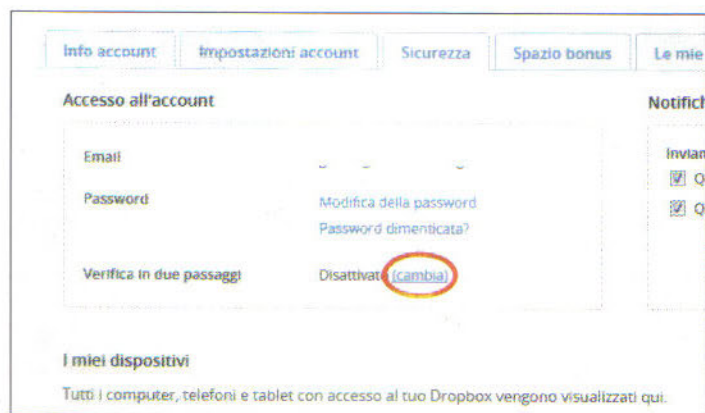 Info account Impostazioni account Sicurezza Spazio bonus Le mie
Accesso all'account
Notifich
Email
Inviam
Password Modifica della password
Q
Password dimenticata?
Q
Verifica in due passaggi Disattivata (cambia)
I miei dispositivi
Tutti i computer, telefoni e tablet con accesso al tuo Dropbox vengono visualizzati qui.